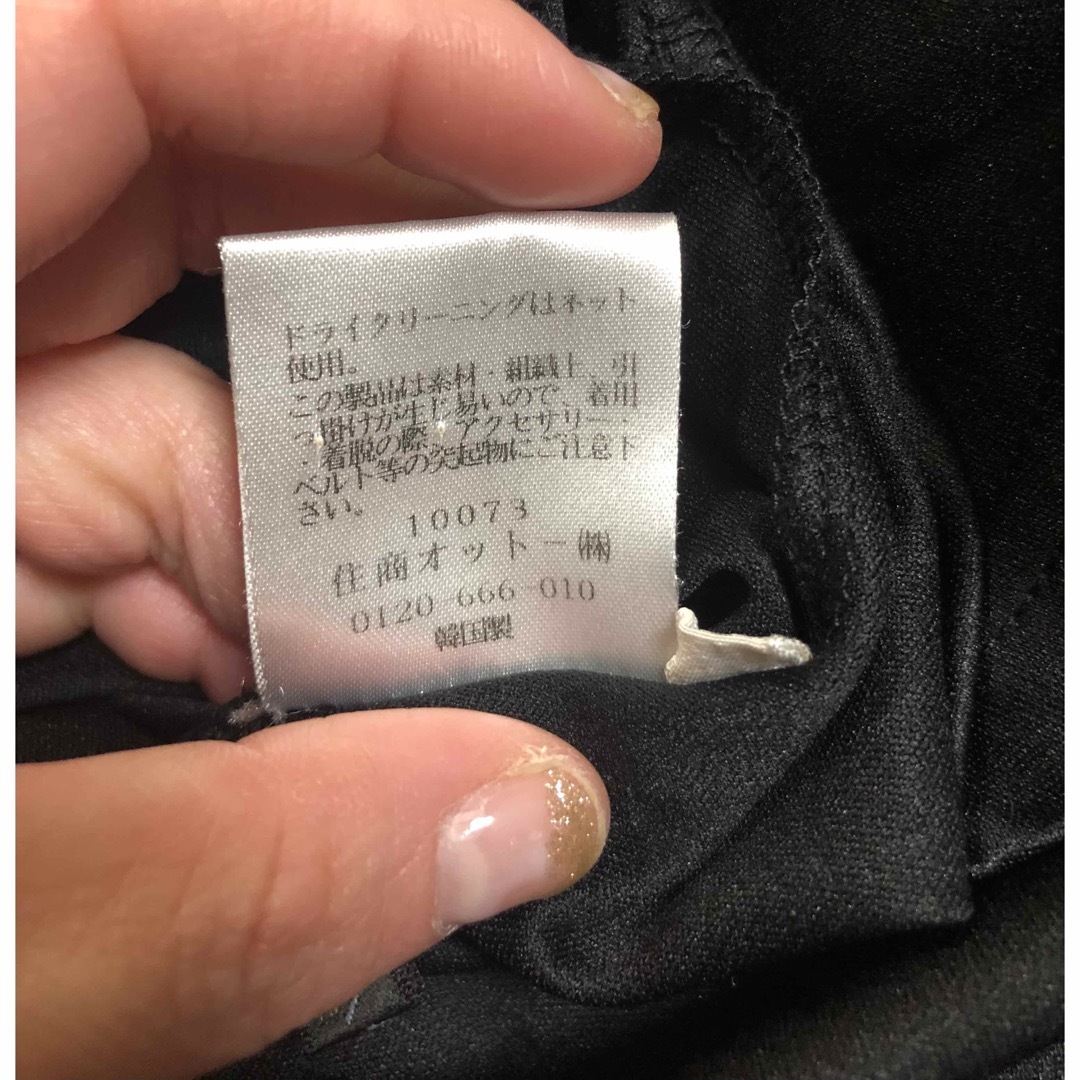 ドライクリーニングはネット
使用。
この製品は素材・組織上、引
っ掛けが生じ易いので、着用
・着脱の際、アクセサリー・
ベルト等の突起物にご注意下
さい。
10073
住商オットー㈱
0120-666-010
韓国製